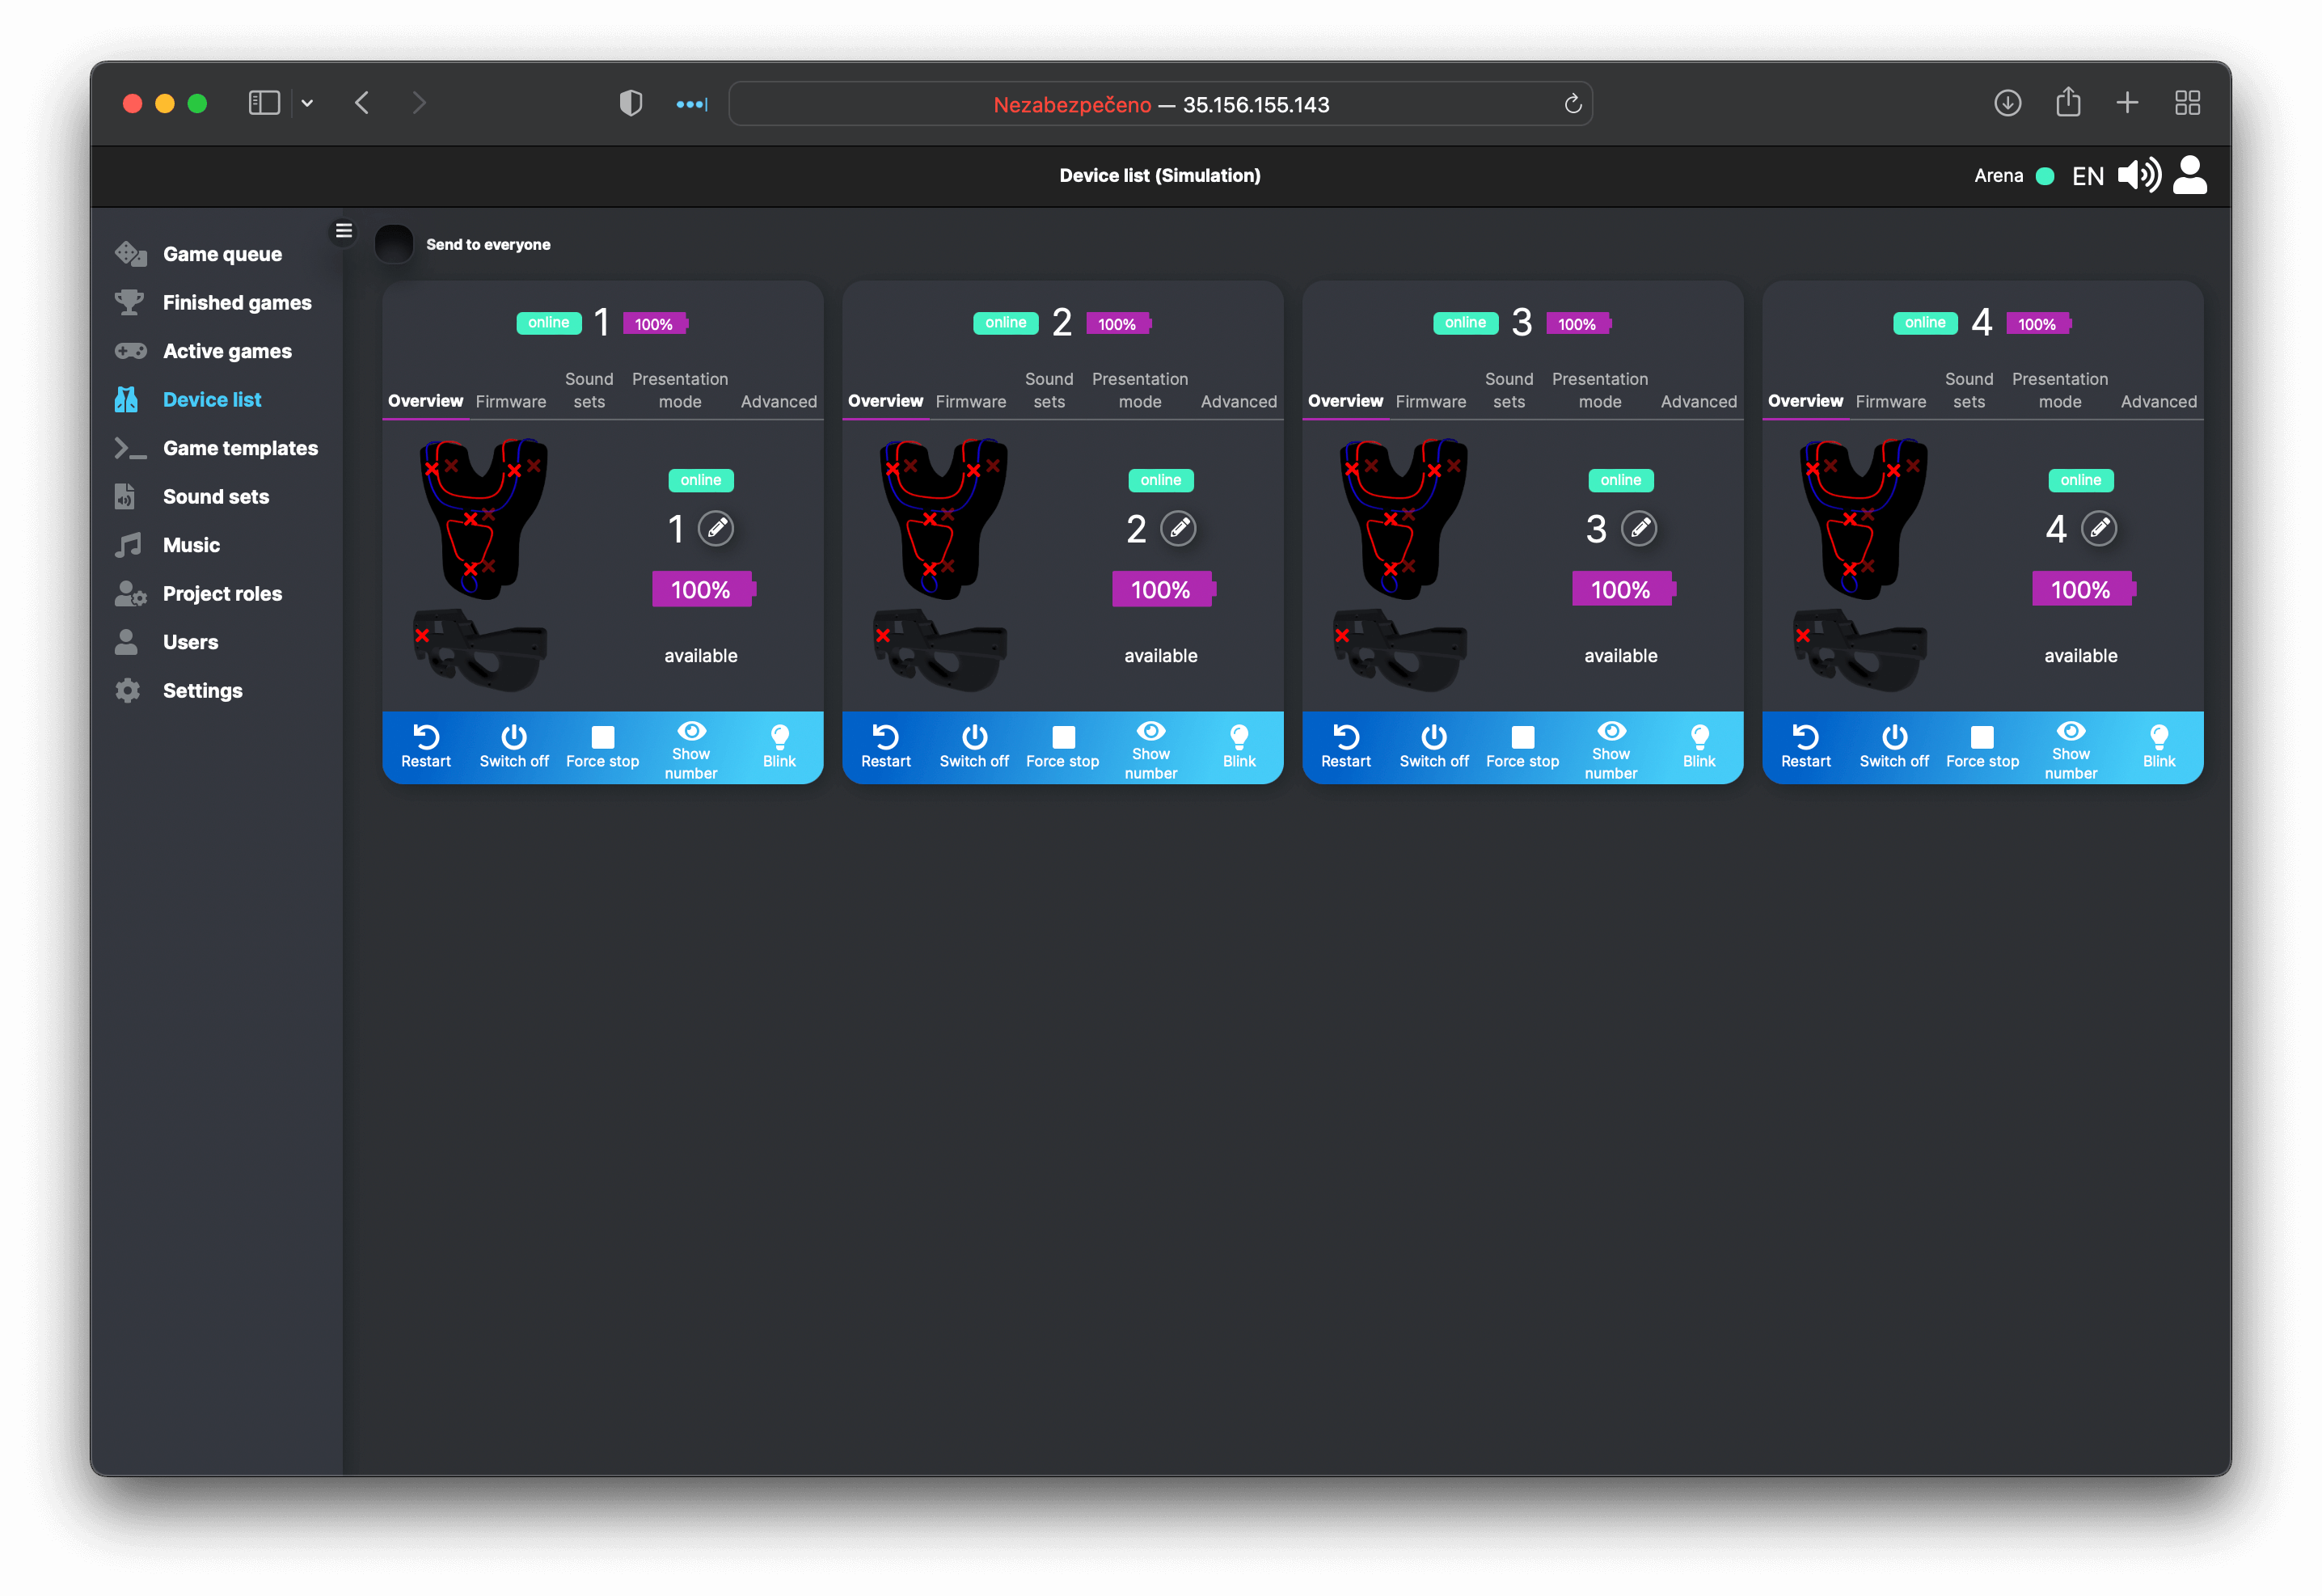 Nezabezpečeno — 35.156.155.143
Device list (Simulation)
Arena EN
Game queue
Finished games
Active games
Device list
Game templates
Sound sets
Music
Project roles
Users
Settings
Send to everyone
online 1 100%
Overview Firmware Sound sets Presentation mode Advanced
online
1
100%
available
Restart Switch off Force stop Show number Blink
online 2 100%
Overview Firmware Sound sets Presentation mode Advanced
online
2
100%
available
Restart Switch off Force stop Show number Blink
online 3 100%
Overview Firmware Sound sets Presentation mode Advanced
online
3
100%
available
Restart Switch off Force stop Show number Blink
online 4 100%
Overview Firmware Sound sets Presentation mode Advanced
online
4
100%
available
Restart Switch off Force stop Show number Blink